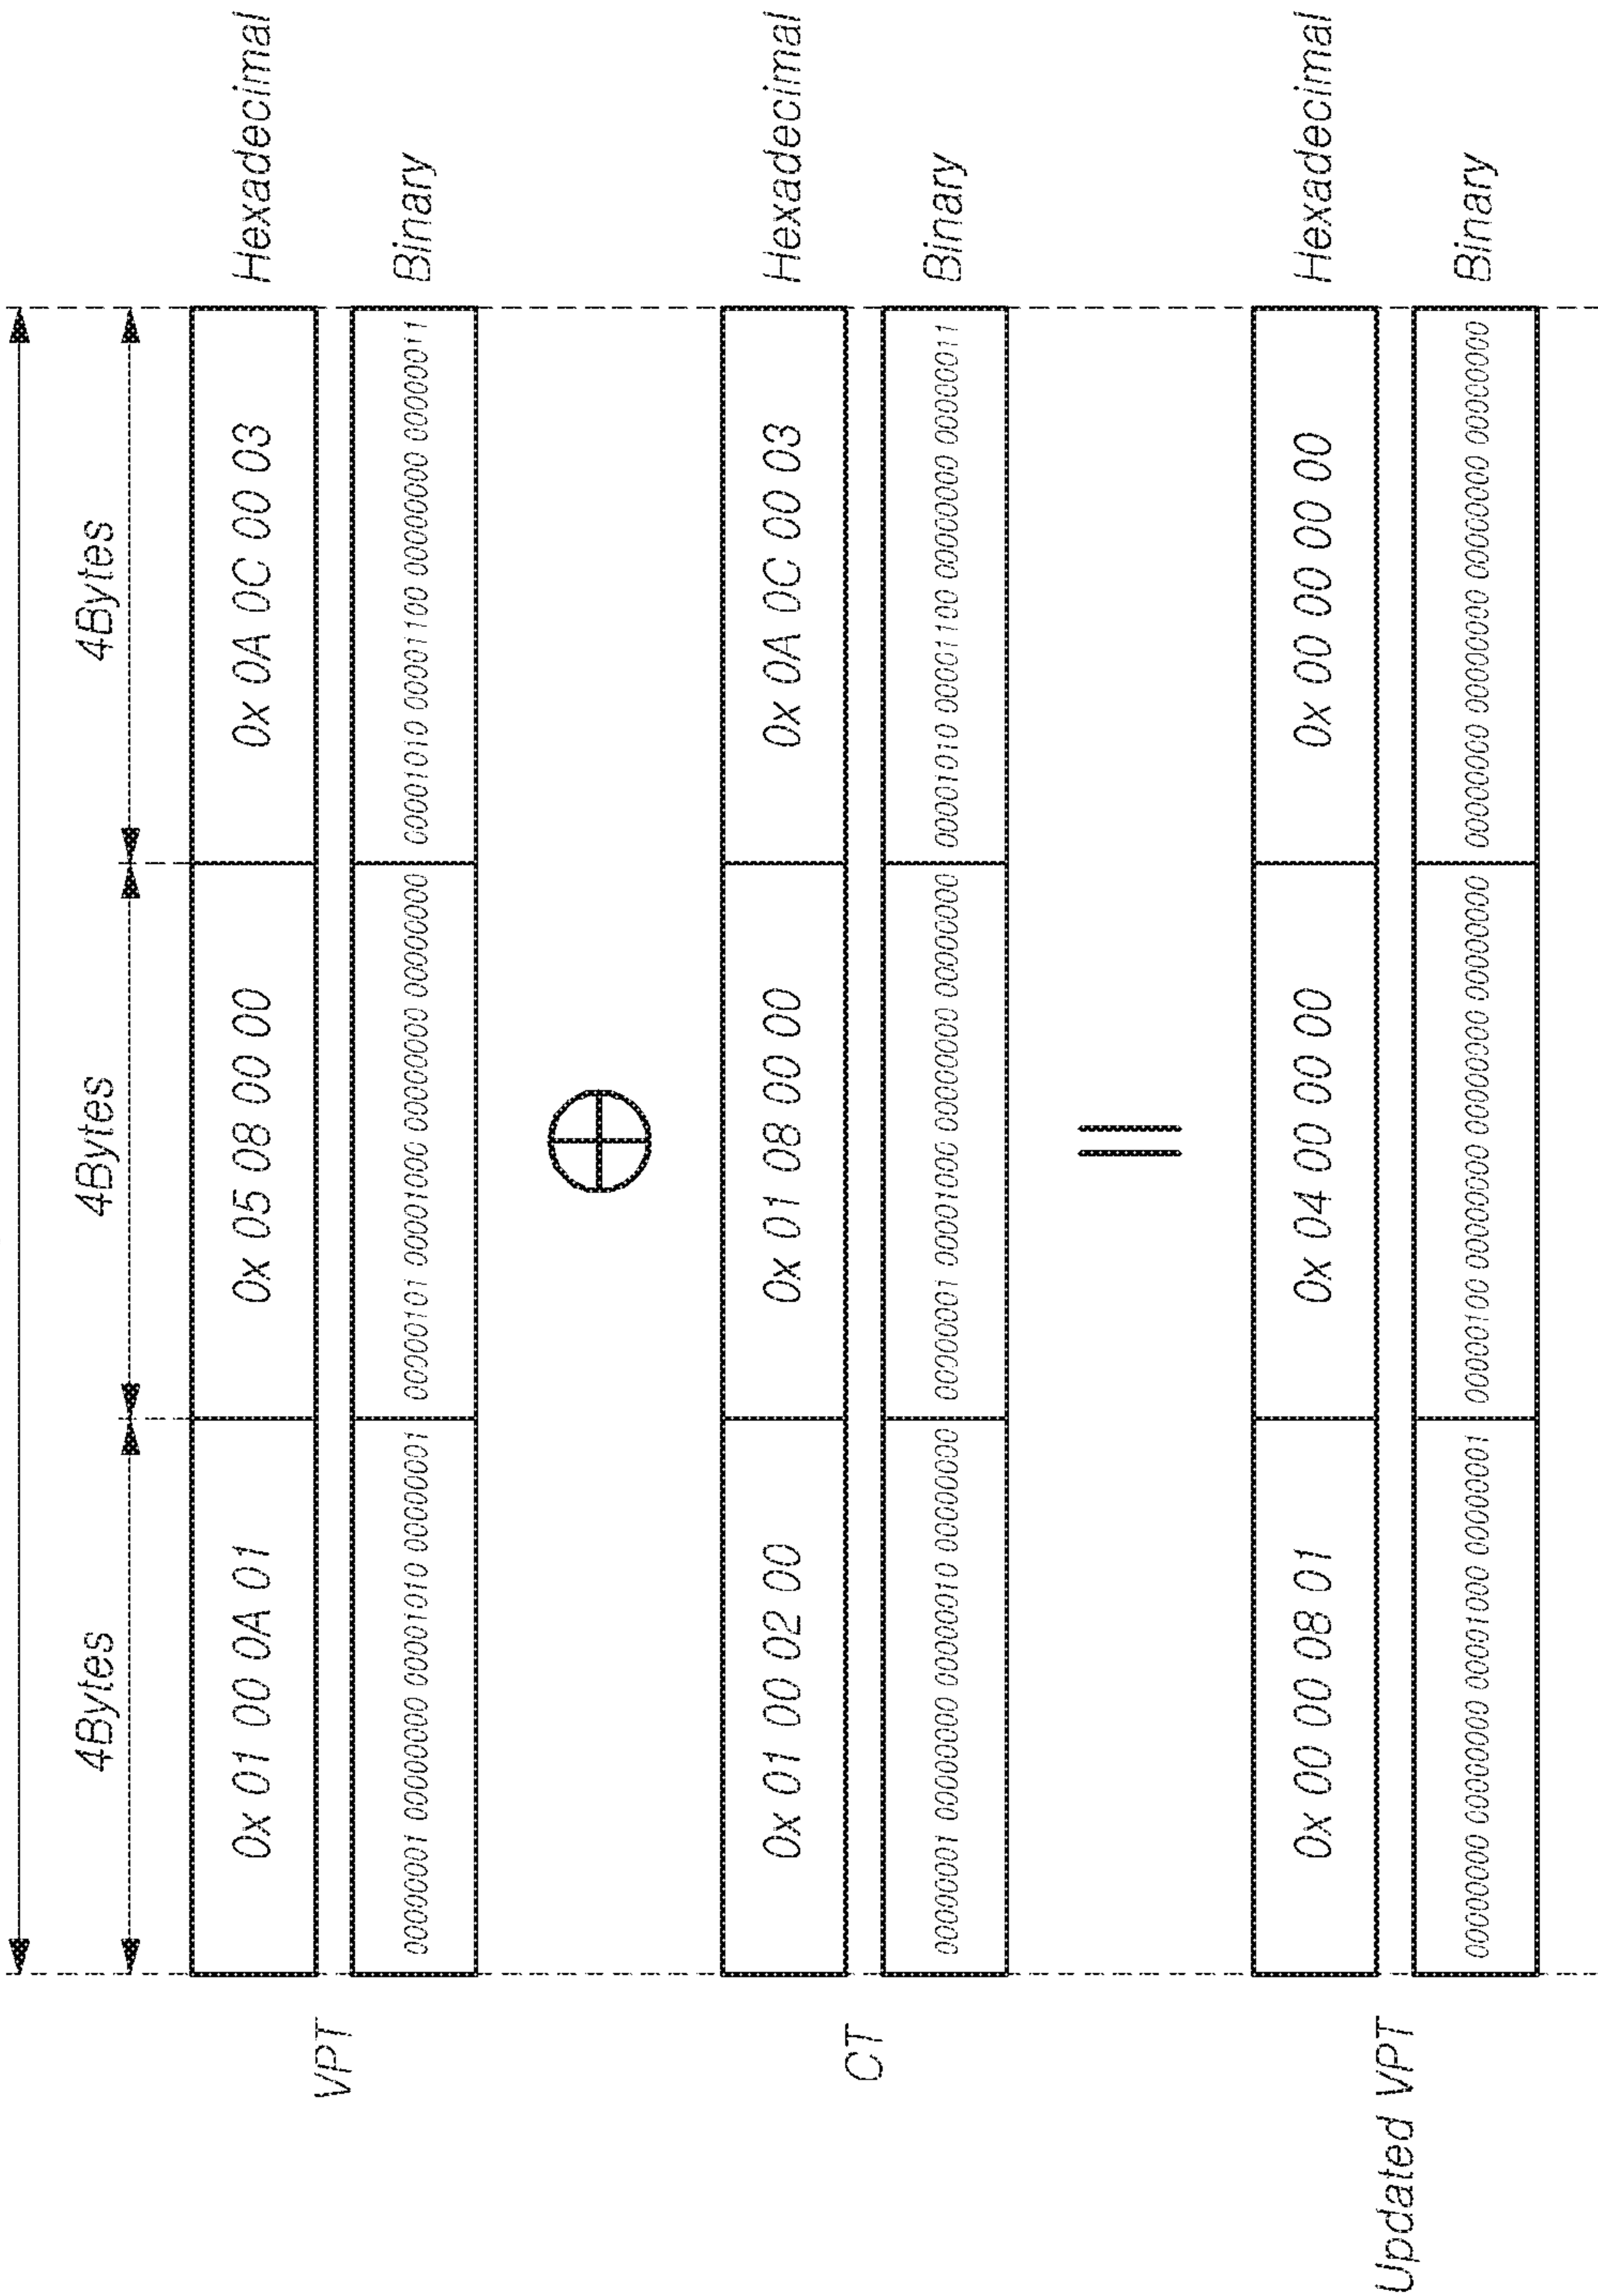 4Bytes 4Bytes 4Bytes
0x 01 00 0A 01 0x 05 08 00 00 0x 0A 0C 00 03 Hexadecimal
VPT
00000001 00000000 00001010 00000001 00000101 00001000 00000000 00000000 00001010 00001100 00000000 00000011 Binary
⊕
0x 01 00 02 00 0x 01 08 00 00 0x 0A 0C 00 03 Hexadecimal
CT
00000001 00000000 00000010 00000000 00000001 00001000 00000000 00000000 00001010 00001100 00000000 00000011 Binary
=
0x 00 00 08 01 0x 04 00 00 00 0x 00 00 00 00 Hexadecimal
Updated VPT
00000000 00000000 00001000 00000001 00000100 00000000 00000000 00000000 00000000 00000000 00000000 00000000 Binary